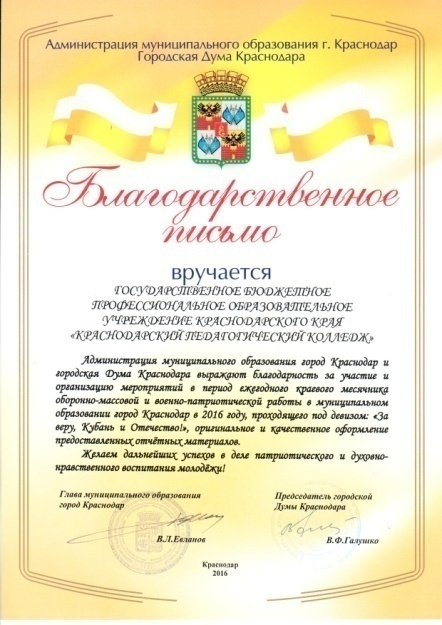 Администрация муниципального образования г. Краснодар
Городская Дума Краснодара
Благодарственное
письмо
вручается
ГОСУДАРСТВЕННОЕ БЮДЖЕТНОЕ
ПРОФЕССИОНАЛЬНОЕ ОБРАЗОВАТЕЛЬНОЕ
УЧРЕЖДЕНИЕ КРАСНОДАРСКОГО КРАЯ
«КРАСНОДАРСКИЙ ПЕДАГОГИЧЕСКИЙ КОЛЛЕДЖ»
Администрация муниципального образования город Краснодар и
городская Дума Краснодара выражают благодарность за участие и
организацию мероприятий в период ежегодного краевого месячника
оборонно-массовой и военно-патриотической работы в муниципальном
образовании город Краснодар в 2016 году, проходящего под девизом: «За
веру, Кубань и Отечество!», оригинальное и качественное оформление
предоставленных отчётных материалов.
Желаем дальнейших успехов в деле патриотического и духовно-
нравственного воспитания молодёжи!
Глава муниципального образования
город Краснодар
В.Л.Евланов
Председатель городской
Думы Краснодара
В.Ф.Галушко
Краснодар
2016